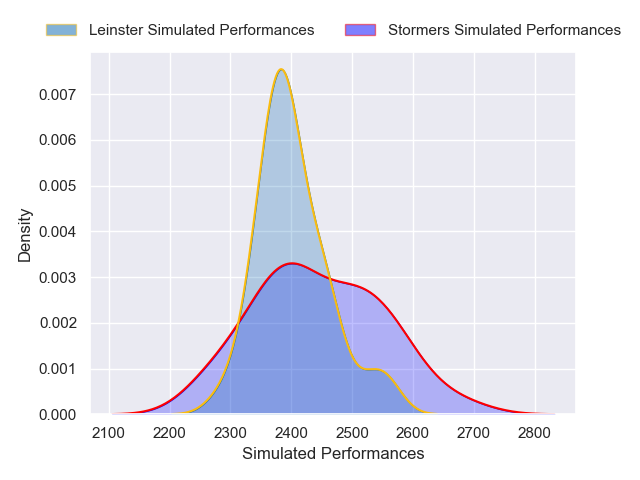 Leinster Simulated Performances
Stormers Simulated Performances
0.007
0.006
0.005
0.004
0.003
0.002
0.001
0.000
Density
2100 2200 2300 2400 2500 2600 2700 2800
Simulated Performances